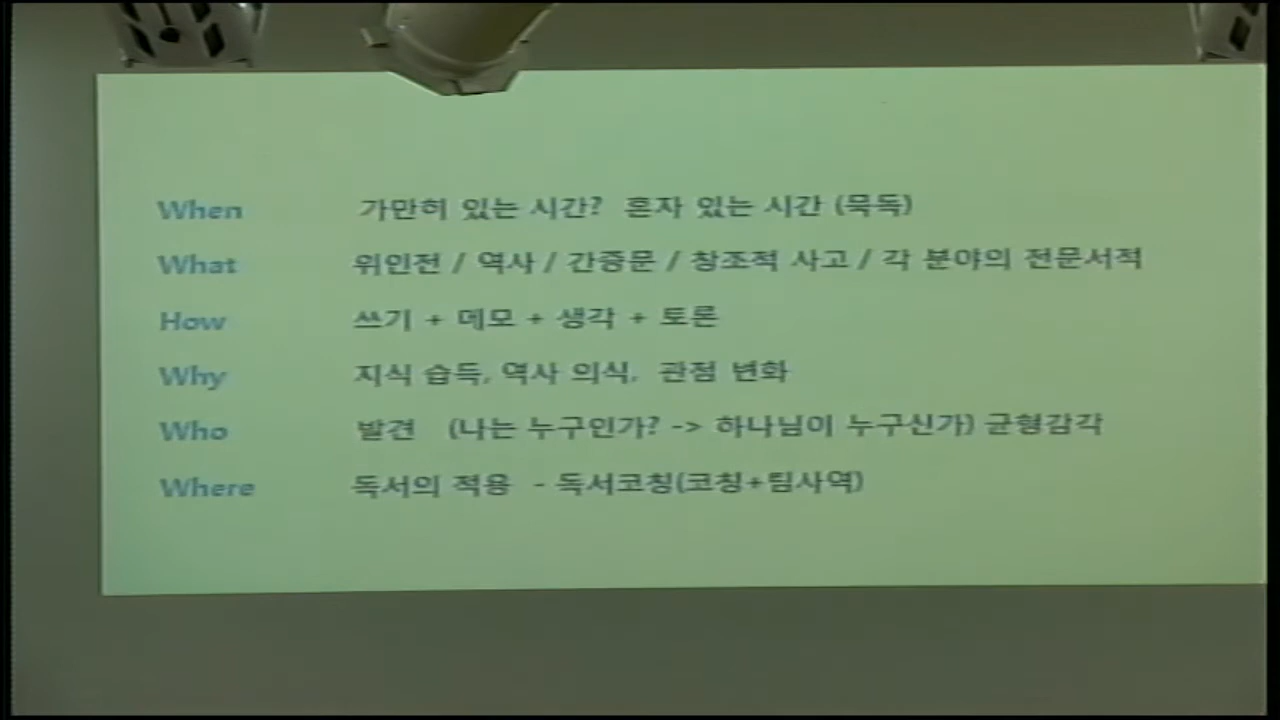 When 가만히 있는 시간? 혼자 있는 시간 (묵독)
What 위인전 / 역사 / 간증문 / 창조적 사고 / 각 분야의 전문서적
How 쓰기 + 메모 + 생각 + 토론
Why 지식 습득, 역사 의식, 관점 변화
Who 발견 (나는 누구인가? -> 하나님이 누구신가) 균형감각
Where 독서의 적용 - 독서코칭(코칭+팀사역)